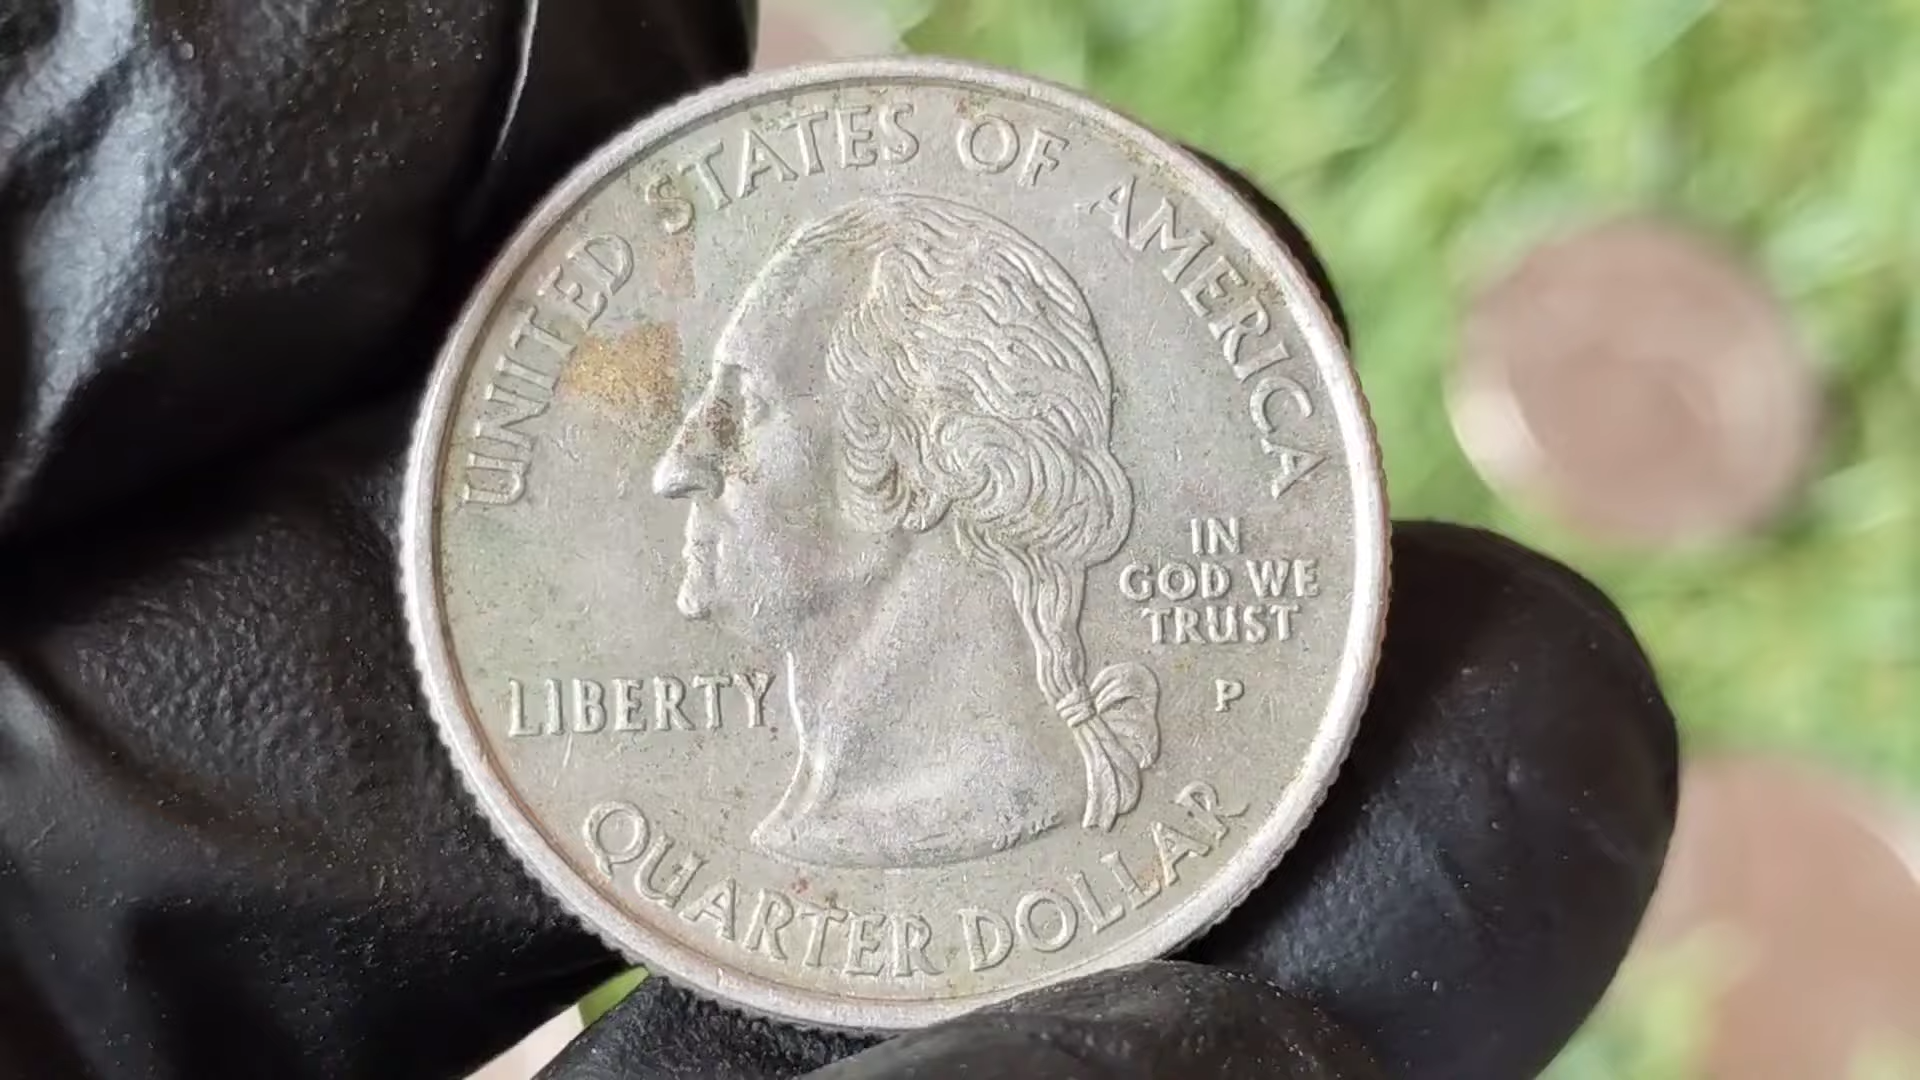 UNITED STATES OF AMERICA
IN
GOD WE
TRUST
LIBERTY
P
QUARTER DOLLAR